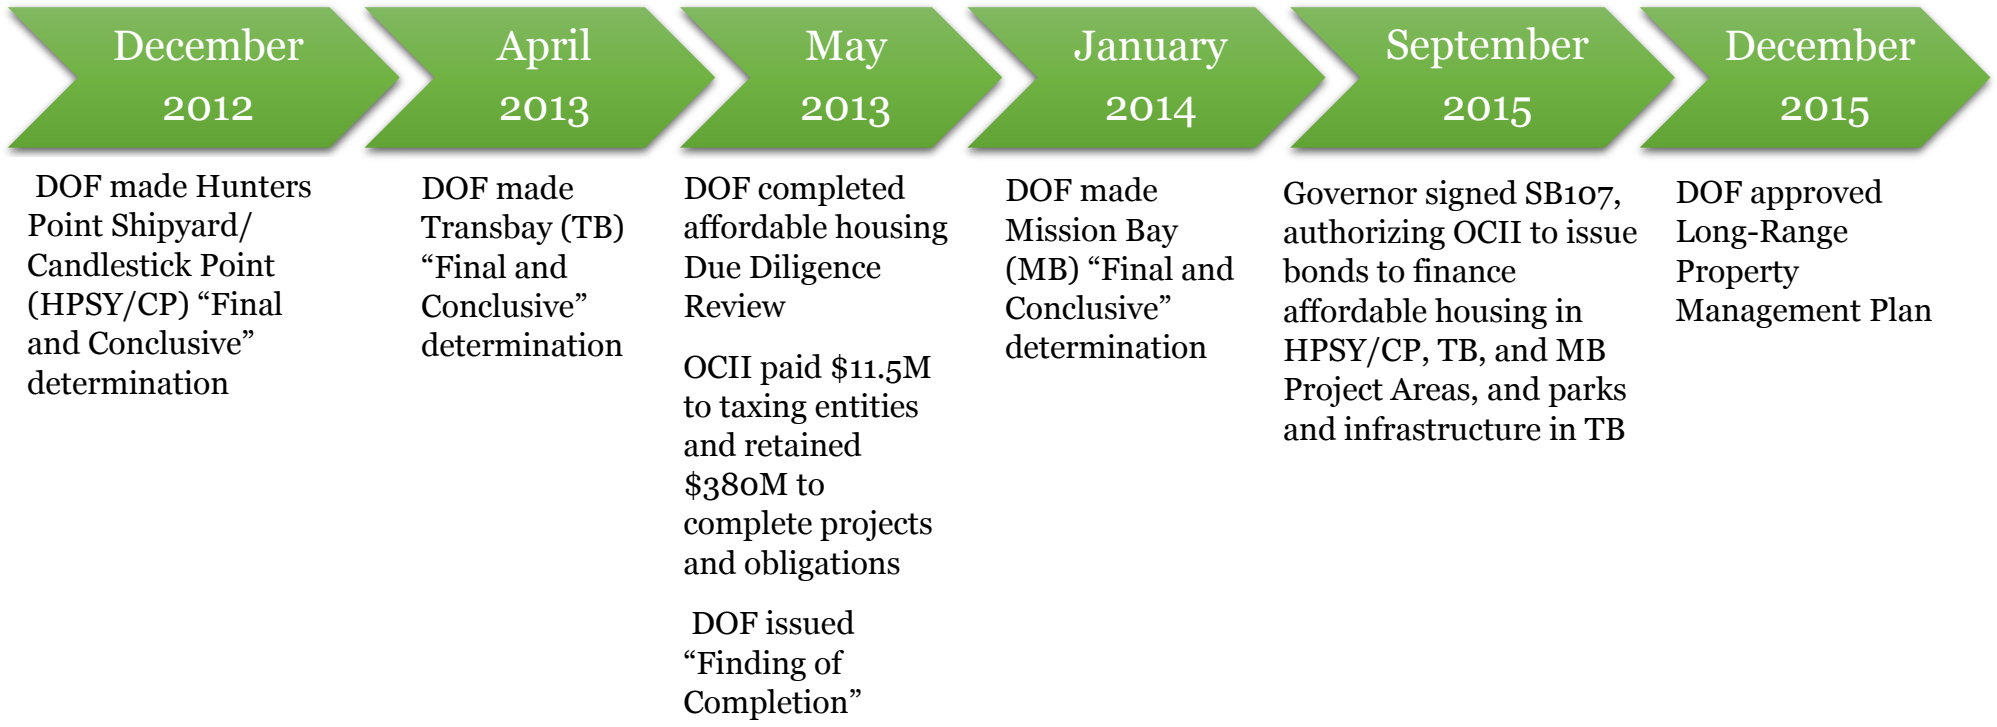 December
2012
April
2013
May
2013
January
2014
September
2015
December
2015
DOF made Hunters
Point Shipyard/
Candlestick Point
(HPSY/CP) “Final
and Conclusive”
determination
DOF made
Transbay (TB)
“Final and
Conclusive”
determination
DOF completed
affordable housing
Due Diligence
Review
OCII paid $11.5M
to taxing entities
and retained
$380M to
complete projects
and obligations
DOF issued
“Finding of
Completion”
DOF made
Mission Bay
(MB) “Final and
Conclusive”
determination
Governor signed SB107,
authorizing OCII to issue
bonds to finance
affordable housing in
HPSY/CP, TB, and MB
Project Areas, and parks
and infrastructure in TB
DOF approved
Long-Range
Property
Management Plan